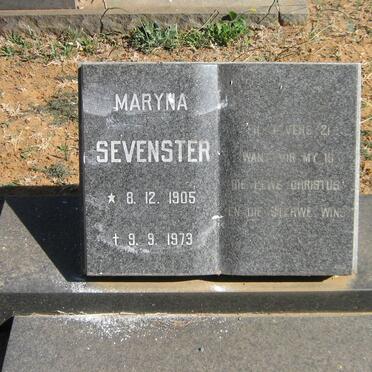 MARYNA
SEVENSTER
* 8. 12. 1905
† 9. 9. 1973
VERS 21
WANT VIR MY IS
DIE LEWE CHRISTUS
EN DIE STERWE WINS